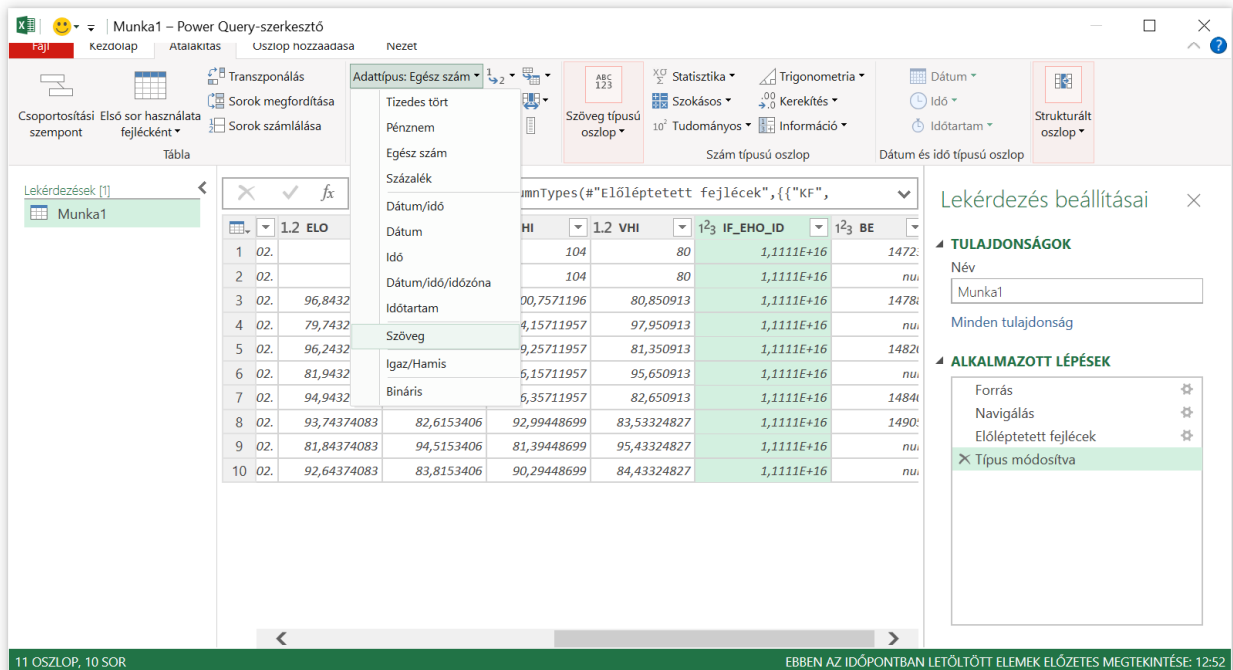 Munka1 – Power Query-szerkesztő
Fájl Kezdőlap Átalakítás Oszlop hozzáadása Nézet
Csoportosítási szempont
Első sor használata fejlécként
Transzponálás
Sorok megfordítása
Sorok számlálása
Tábla
Adattípus: Egész szám
Tizedes tört
Pénznem
Egész szám
Százalék
Dátum/idő
Dátum
Idő
Dátum/idő/időzóna
Időtartam
Szöveg
Igaz/Hamis
Bináris
ABC 123
Szöveg típusú oszlop
Statisztika
Szokásos
Tudományos
Trigonometria
Kerekítés
Információ
Szám típusú oszlop
Dátum
Idő
Időtartam
Dátum és idő típusú oszlop
Strukturált oszlop
Lekérdezések [1]
Munka1
fx umnTypes(#"Előléptetett fejlécek",{{"KF",
1.2 ELO HI 1.2 VHI 123 IF_EHO_ID 123 BE
1 02. 104 80 1,1111E+16 1472
2 02. 104 80 1,1111E+16 nu
3 02. 96,8432 00,7571196 80,850913 1,1111E+16 1478
4 02. 79,7432 4,15711957 97,950913 1,1111E+16 nu
5 02. 96,2432 9,25711957 81,350913 1,1111E+16 1482
6 02. 81,9432 6,15711957 95,650913 1,1111E+16 nu
7 02. 94,9432 6,35711957 82,650913 1,1111E+16 1484
8 02. 93,74374083 82,6153406 92,99448699 83,53324827 1,1111E+16 1490
9 02. 81,84374083 94,5153406 81,39448699 95,43324827 1,1111E+16 nu
10 02. 92,64374083 83,8153406 90,29448699 84,43324827 1,1111E+16 nu
Lekérdezés beállításai
TULAJDONSÁGOK
Név
Munka1
Minden tulajdonság
ALKALMAZOTT LÉPÉSEK
Forrás
Navigálás
Előléptetett fejlécek
Típus módosítva
11 OSZLOP, 10 SOR
EBBEN AZ IDŐPONTBAN LETÖLTÖTT ELEMEK ELŐZETES MEGTEKINTÉSE: 12:52